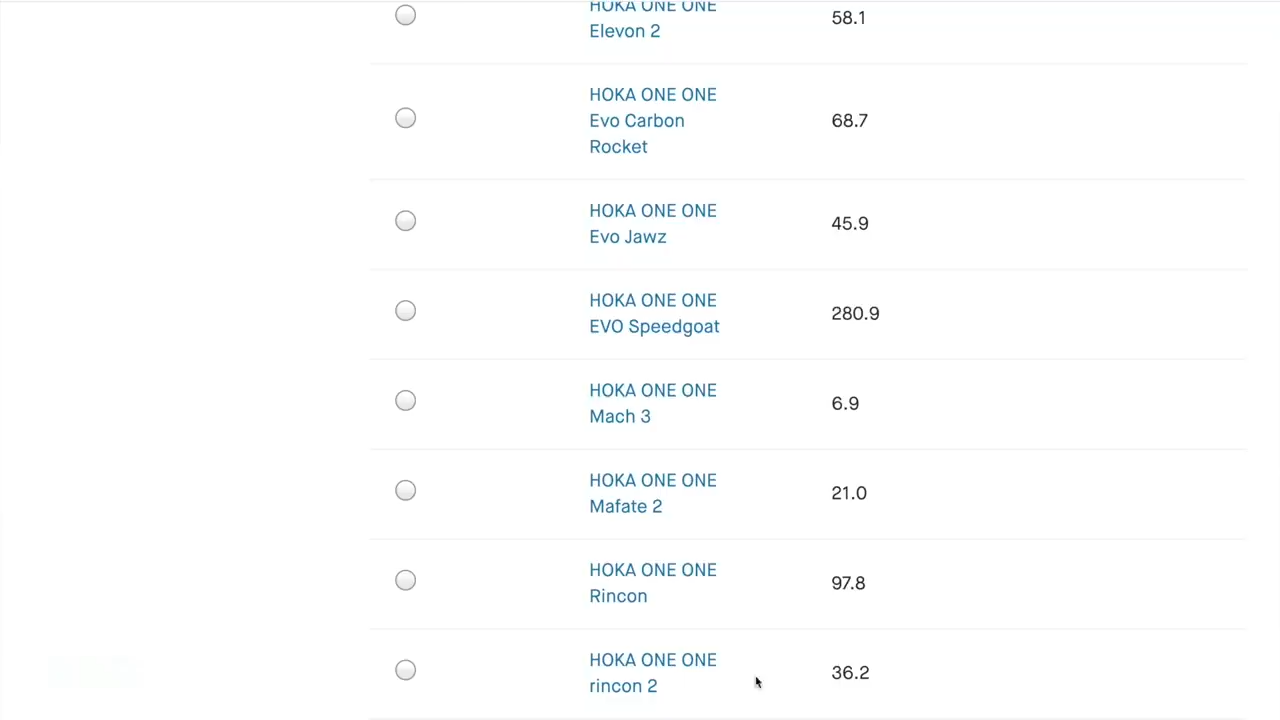 HOKA ONE ONE
Elevon 2
58.1
HOKA ONE ONE
Evo Carbon
Rocket
68.7
HOKA ONE ONE
Evo Jawz
45.9
HOKA ONE ONE
EVO Speedgoat
280.9
HOKA ONE ONE
Mach 3
6.9
HOKA ONE ONE
Mafate 2
21.0
HOKA ONE ONE
Rincon
97.8
HOKA ONE ONE
rincon 2
36.2